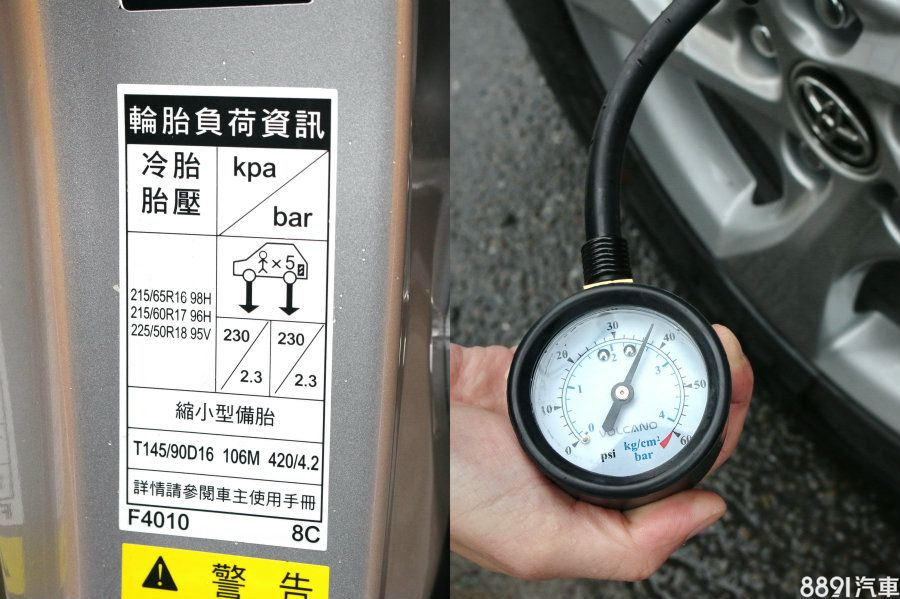 輪胎負荷資訊
冷胎
胎壓
kpa
bar
×5
215/65R16 98H
215/60R17 96H
225/50R18 95V
230
2.3
230
2.3
縮小型備胎
T145/90D16 106M 420/4.2
詳情請參閱車主使用手冊
F4010
8C
警告
0
10
20
30
40
50
60
0
1
2
3
4
VOLCANO
psi
kg/cm²
bar
8891汽車